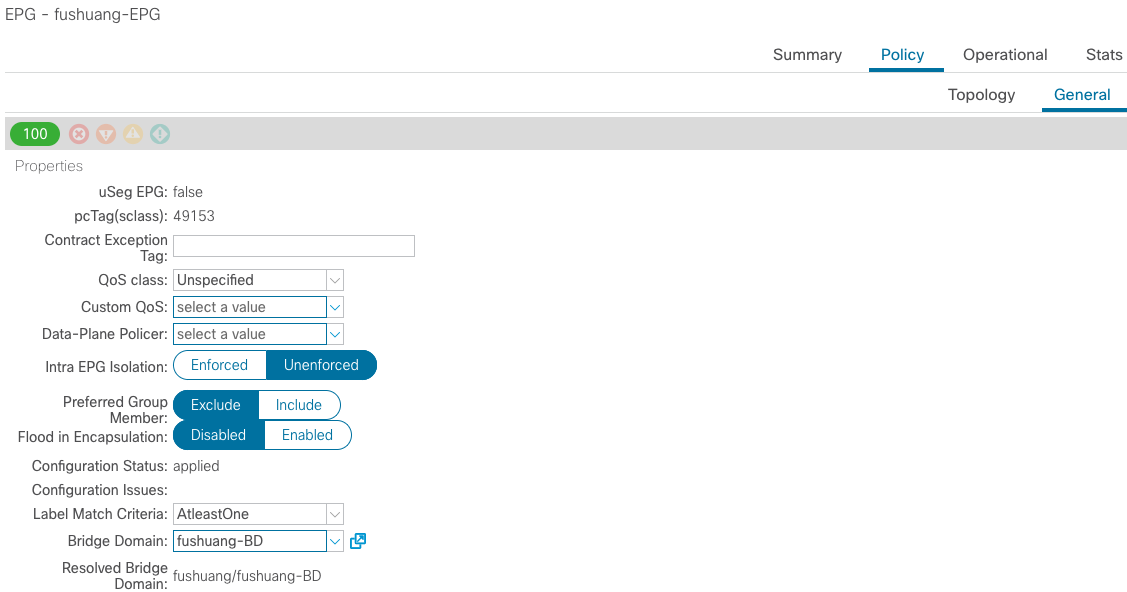 EPG - fushuang-EPG
Summary Policy Operational Stats
Topology General
100
Properties
uSeg EPG: false
pcTag(sclass): 49153
Contract Exception
Tag:
QoS class: Unspecified
Custom QoS: select a value
Data-Plane Policer: select a value
Intra EPG Isolation: Enforced Unenforced
Preferred Group
Member: Exclude Include
Flood in Encapsulation: Disabled Enabled
Configuration Status: applied
Configuration Issues:
Label Match Criteria: AtleastOne
Bridge Domain: fushuang-BD
Resolved Bridge
Domain: fushuang/fushuang-BD